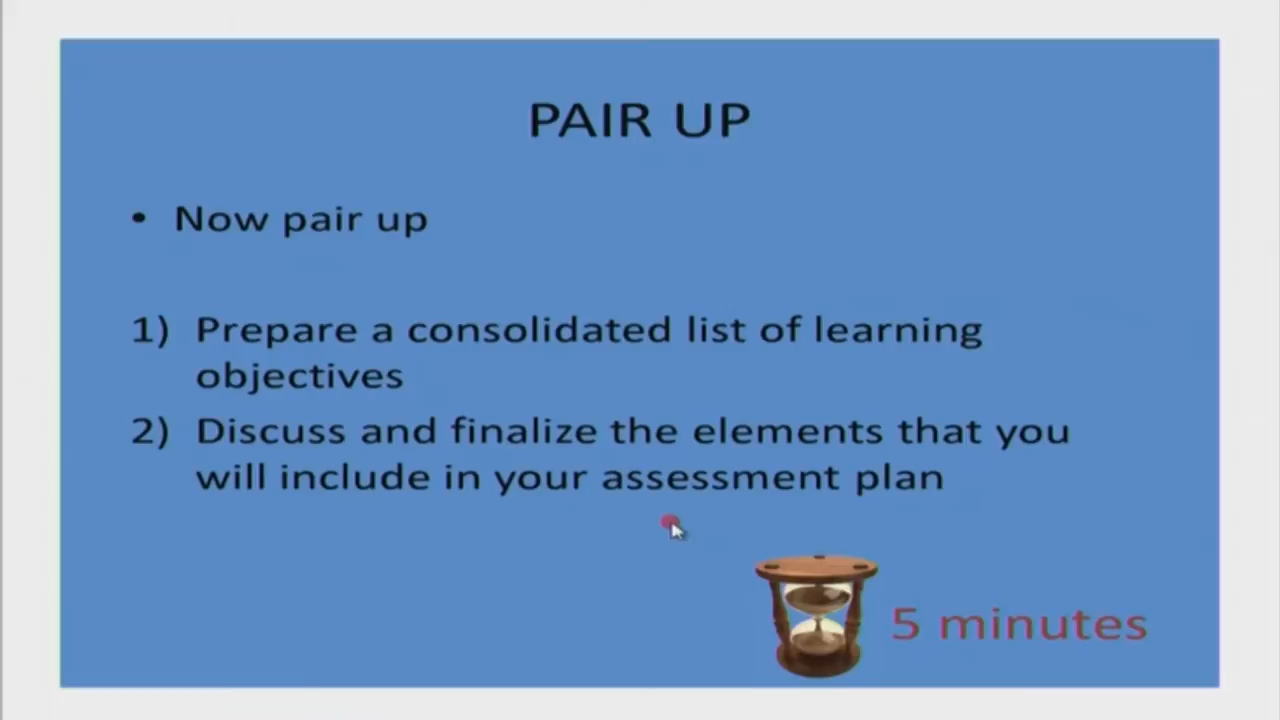 PAIR UP
• Now pair up
1) Prepare a consolidated list of learning
objectives
2) Discuss and finalize the elements that you
will include in your assessment plan
5 minutes